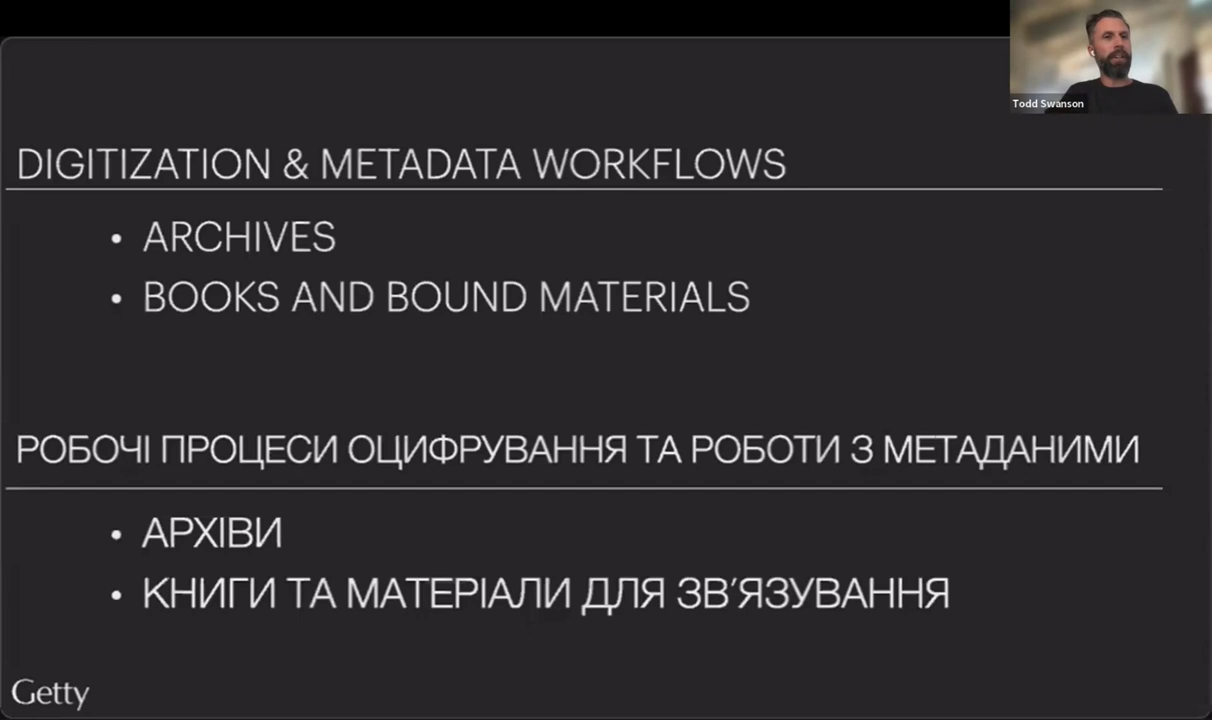 Todd Swanson
DIGITIZATION & METADATA WORKFLOWS
• ARCHIVES
• BOOKS AND BOUND MATERIALS
РОБОЧІ ПРОЦЕСИ ОЦИФРУВАННЯ ТА РОБОТИ З МЕТАДАНИМИ
• АРХІВИ
• КНИГИ ТА МАТЕРІАЛИ ДЛЯ ЗВ’ЯЗУВАННЯ
Getty